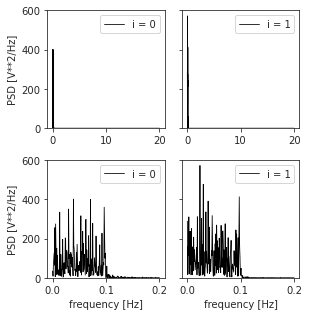 600
400
200
0
PSD [V**2/Hz]
i = 0
0 10 20
i = 1
0 10 20
600
400
200
0
PSD [V**2/Hz]
i = 0
0.0 0.1 0.2
frequency [Hz]
i = 1
0.0 0.1 0.2
frequency [Hz]